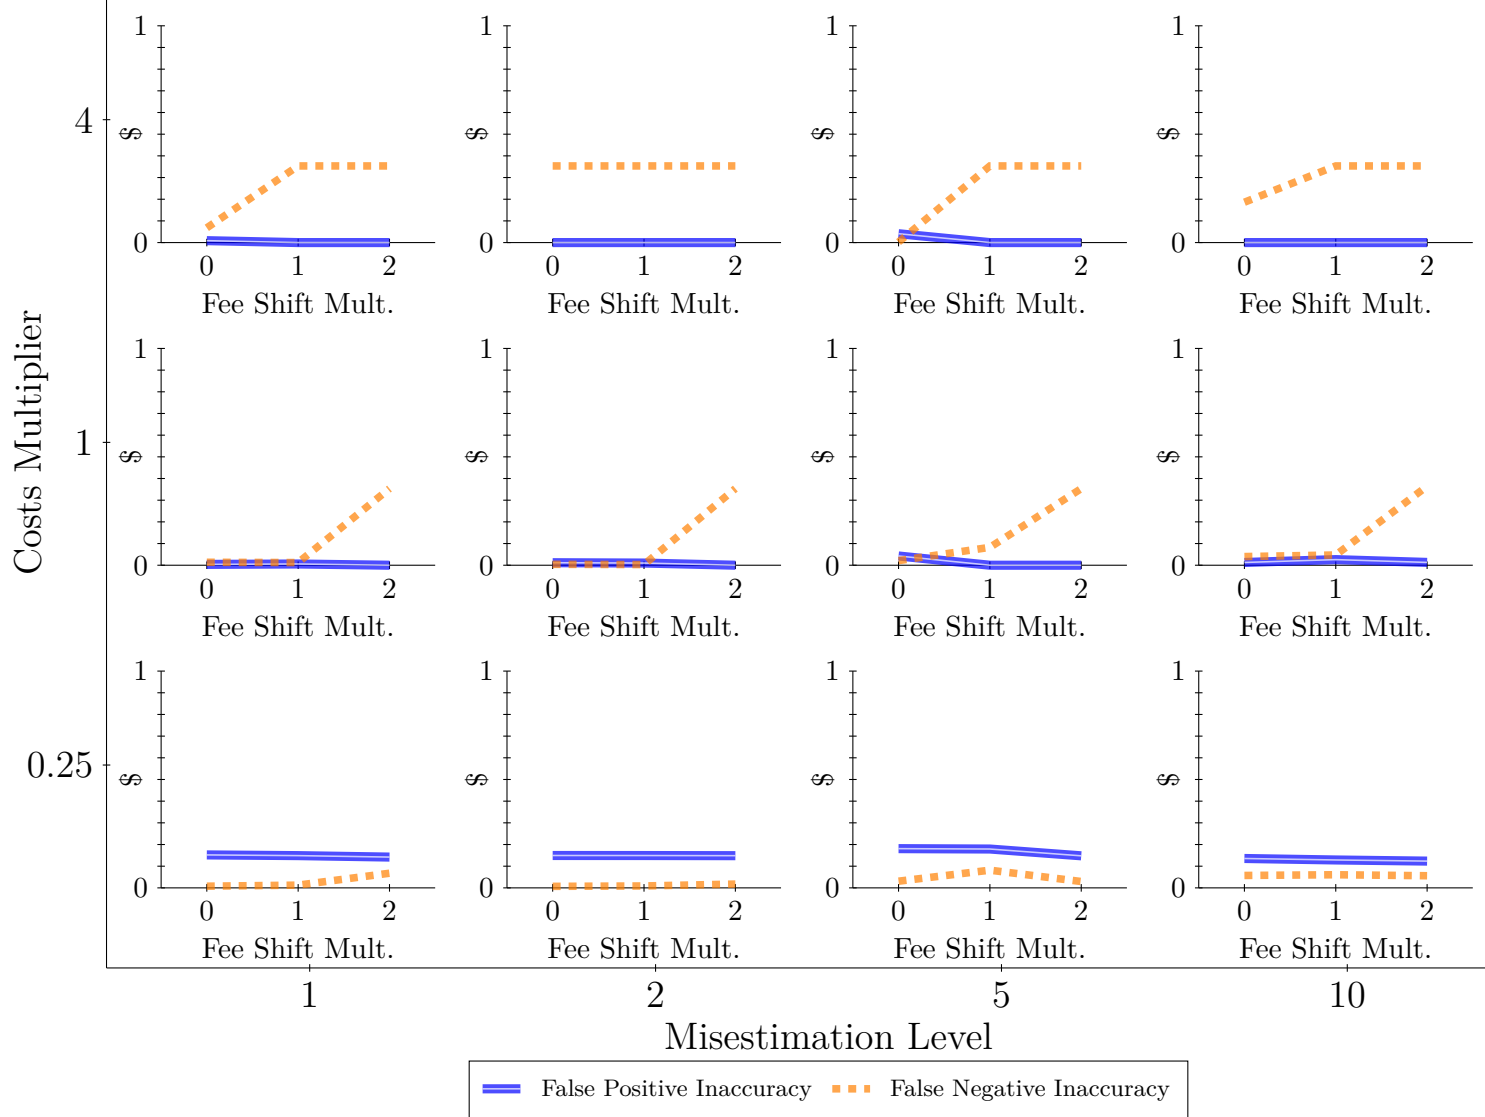 Costs Multiplier
4
1
$
0
0 1 2
Fee Shift Mult.
1
$
0
0 1 2
Fee Shift Mult.
1
$
0
0 1 2
Fee Shift Mult.
1
$
0
0 1 2
Fee Shift Mult.
1
1
$
0
0 1 2
Fee Shift Mult.
1
$
0
0 1 2
Fee Shift Mult.
1
$
0
0 1 2
Fee Shift Mult.
1
$
0
0 1 2
Fee Shift Mult.
0.25
1
$
0
0 1 2
Fee Shift Mult.
1
$
0
0 1 2
Fee Shift Mult.
1
$
0
0 1 2
Fee Shift Mult.
1
$
0
0 1 2
Fee Shift Mult.
1 2 5 10
Misestimation Level
False Positive Inaccuracy False Negative Inaccuracy